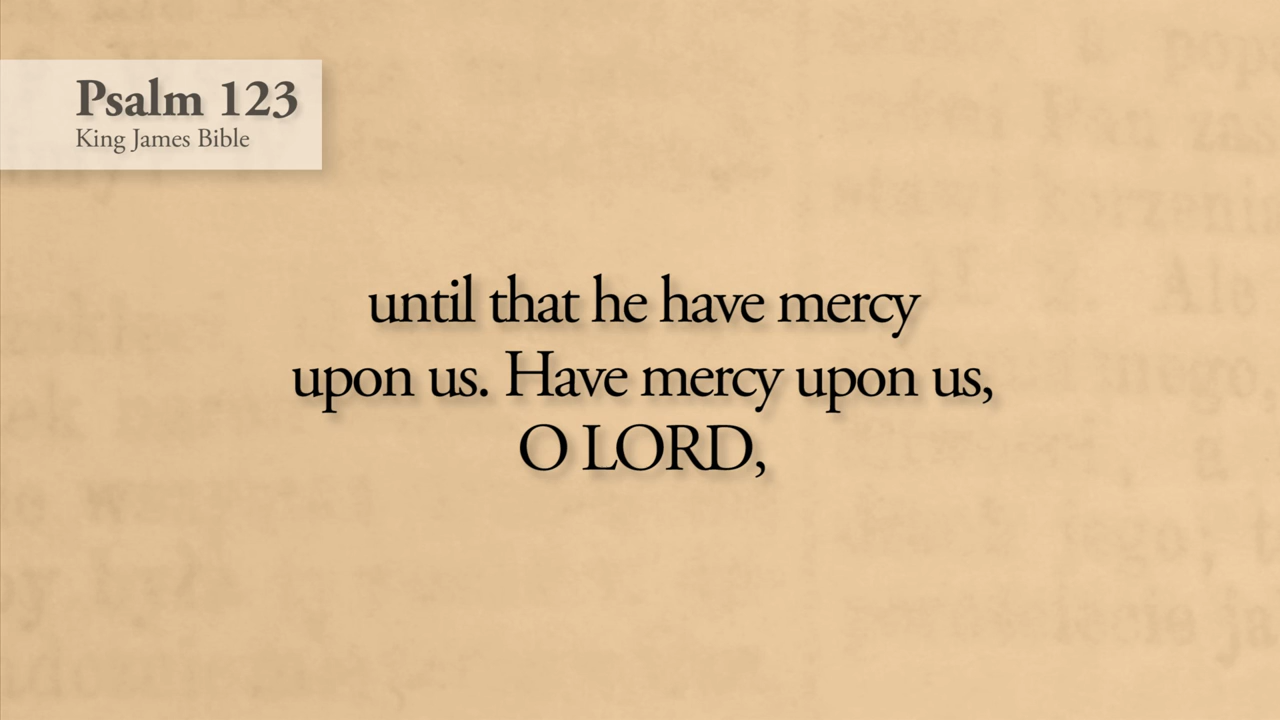 Psalm 123
King James Bible
until that he have mercy
upon us. Have mercy upon us,
O LORD,